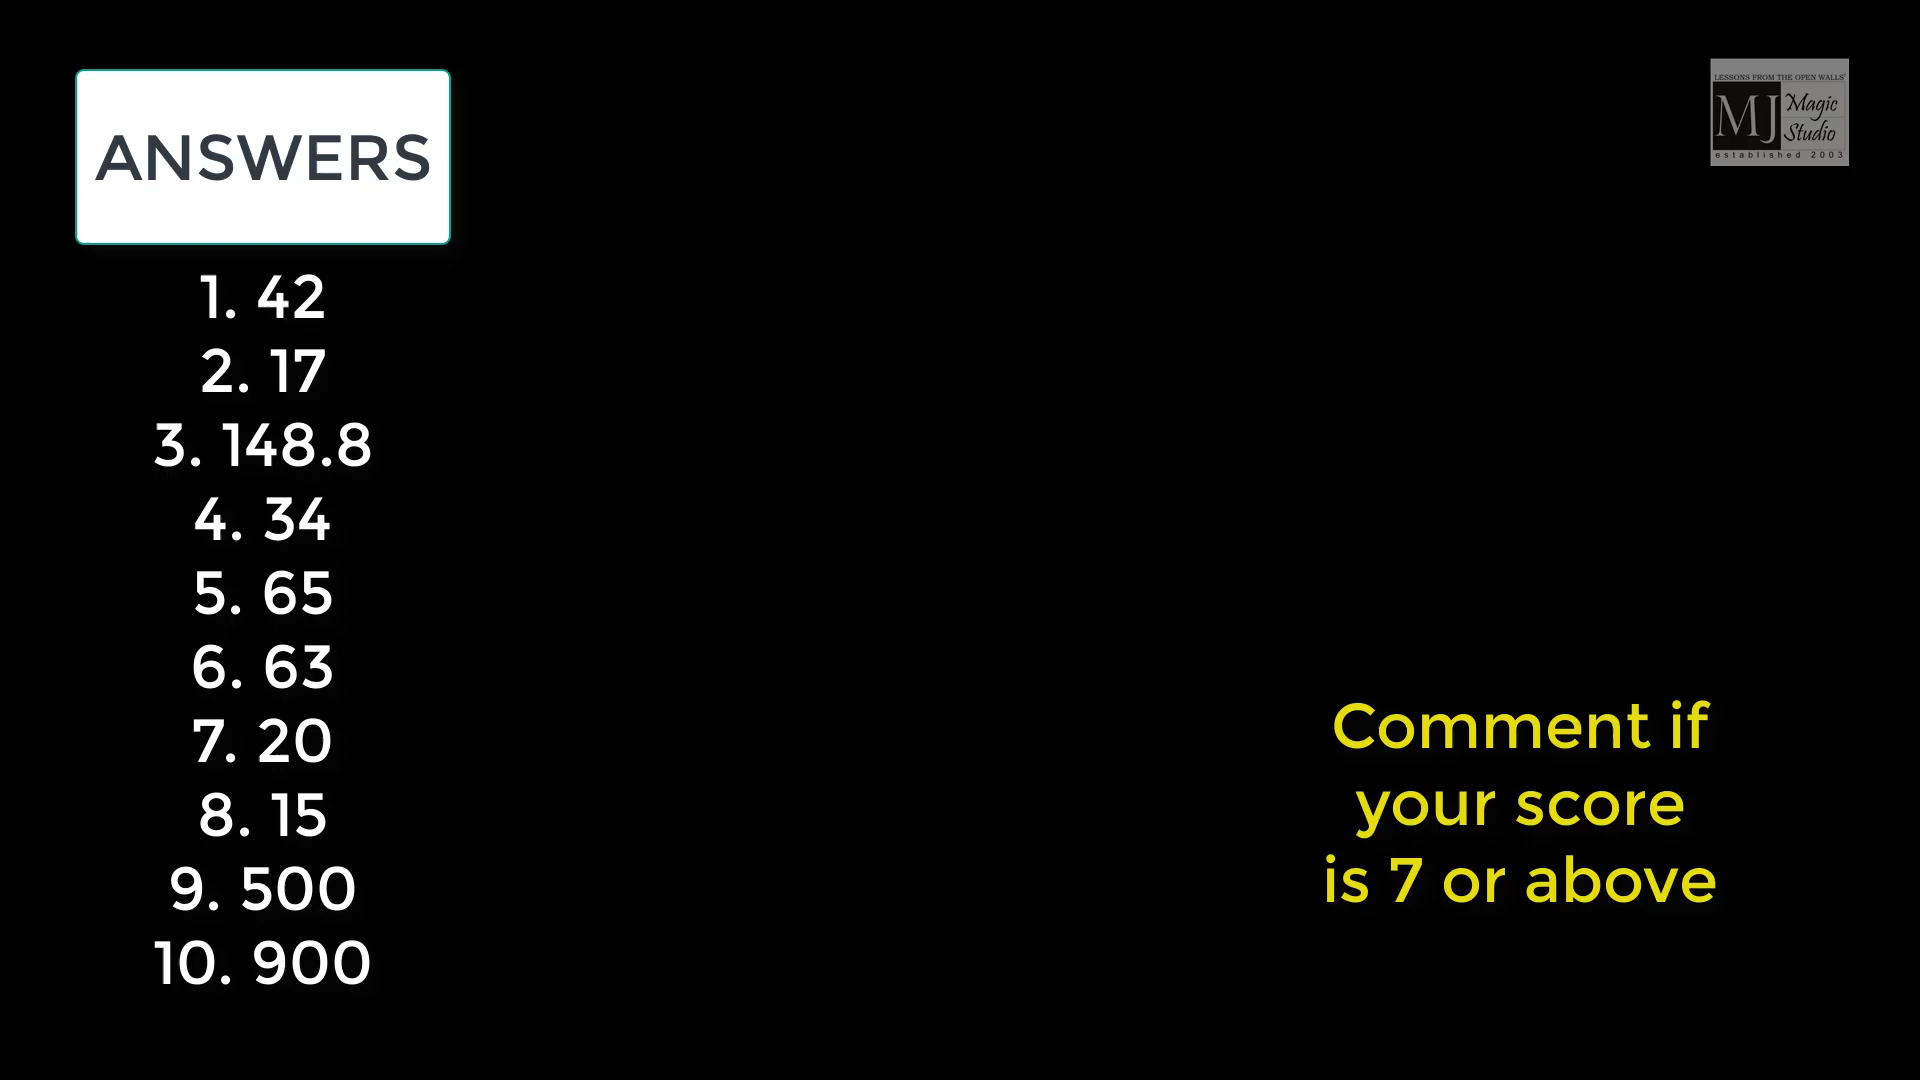 ANSWERS
1. 42
2. 17
3. 148.8
4. 34
5. 65
6. 63
7. 20
8. 15
9. 500
10. 900
LESSONS FROM THE OPEN WALLS
MJ Magic
Studio
established 2003
Comment if
your score
is 7 or above